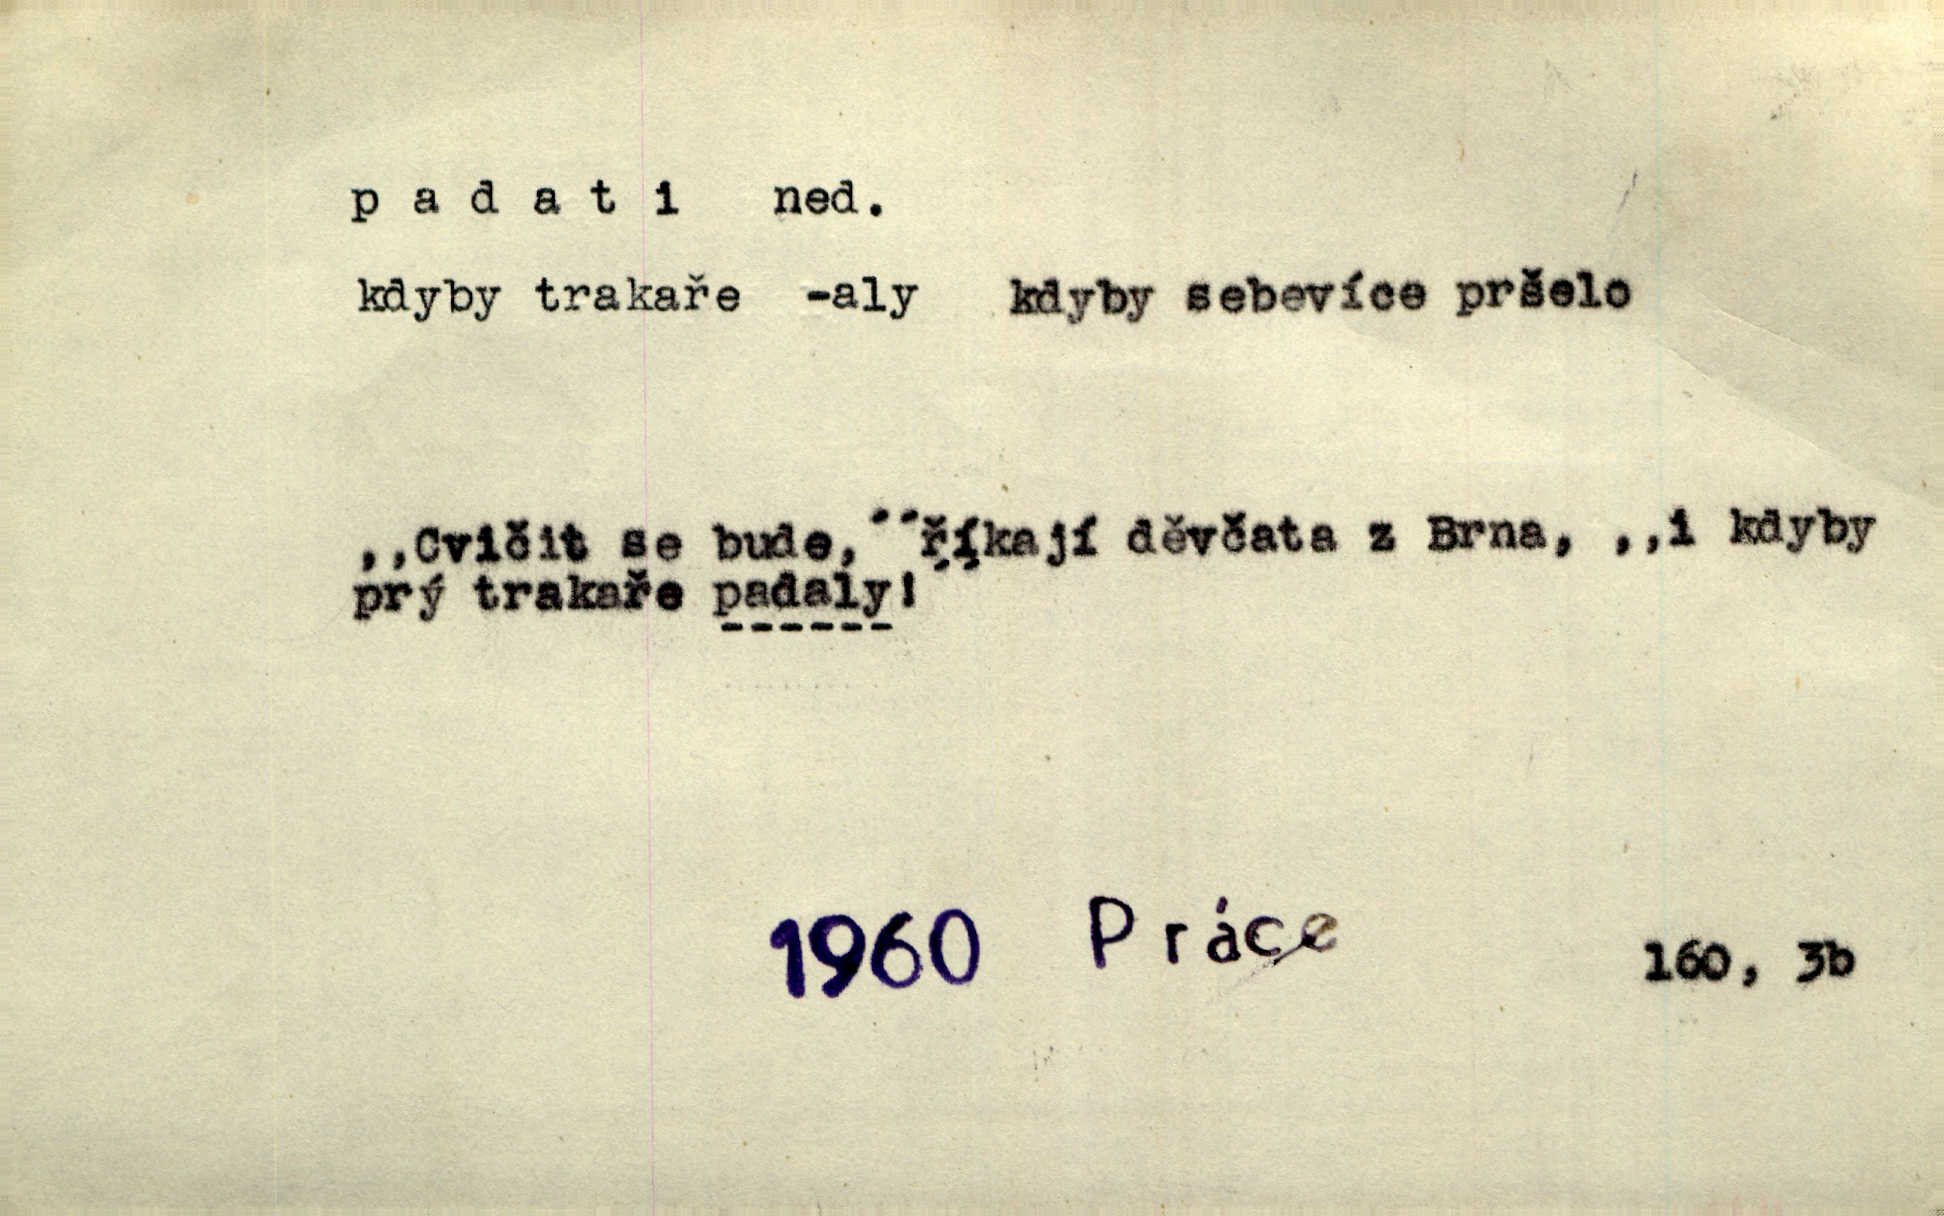 p a d a t i ned.
kdyby trakaře -aly kdyby sebevíce pršelo
,,Cvičit se bude,´´říkají děvčata z Brna, ,,i kdyby
prý trakaře padaly!´´
1960 Práce 160, 3b